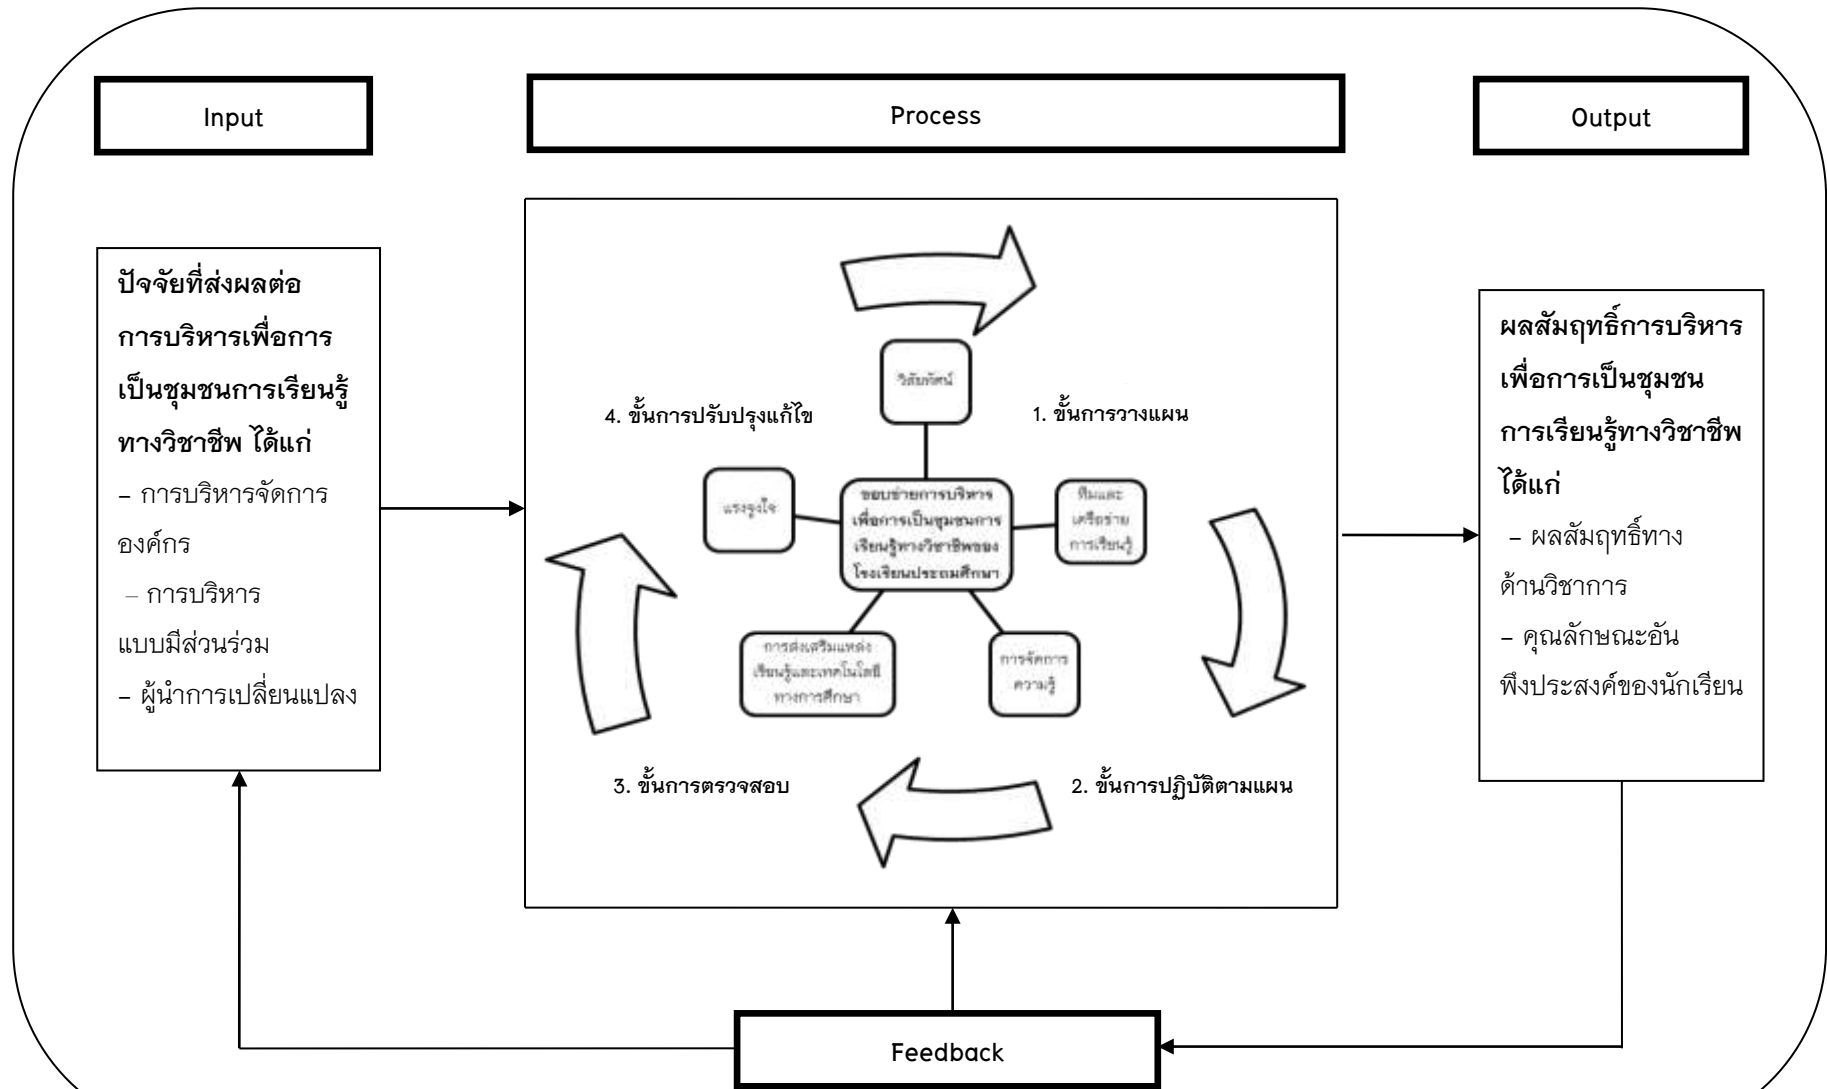 Input
Process
Output
ปัจจัยที่ส่งผลต่อ
การบริหารเพื่อการ
เป็นชุมชนการเรียนรู้
ทางวิชาชีพ ได้แก่
- การบริหารจัดการ
องค์กร
- การบริหาร
แบบมีส่วนร่วม
- ผู้นำการเปลี่ยนแปลง
วิสัยทัศน์
4. ขั้นการปรับปรุงแก้ไข
1. ขั้นการวางแผน
แรงจูงใจ
ขอบข่ายการบริหาร
เพื่อการเป็นชุมชนการ
เรียนรู้ทางวิชาชีพของ
โรงเรียนประถมศึกษา
ทีมและ
เครือข่าย
การเรียนรู้
การส่งเสริมแหล่ง
เรียนรู้และเทคโนโลยี
ทางการศึกษา
การจัดการ
ความรู้
3. ขั้นการตรวจสอบ
2. ขั้นการปฏิบัติตามแผน
ผลสัมฤทธิ์การบริหาร
เพื่อการเป็นชุมชน
การเรียนรู้ทางวิชาชีพ
ได้แก่
- ผลสัมฤทธิ์ทาง
ด้านวิชาการ
- คุณลักษณะอัน
พึงประสงค์ของนักเรียน
Feedback